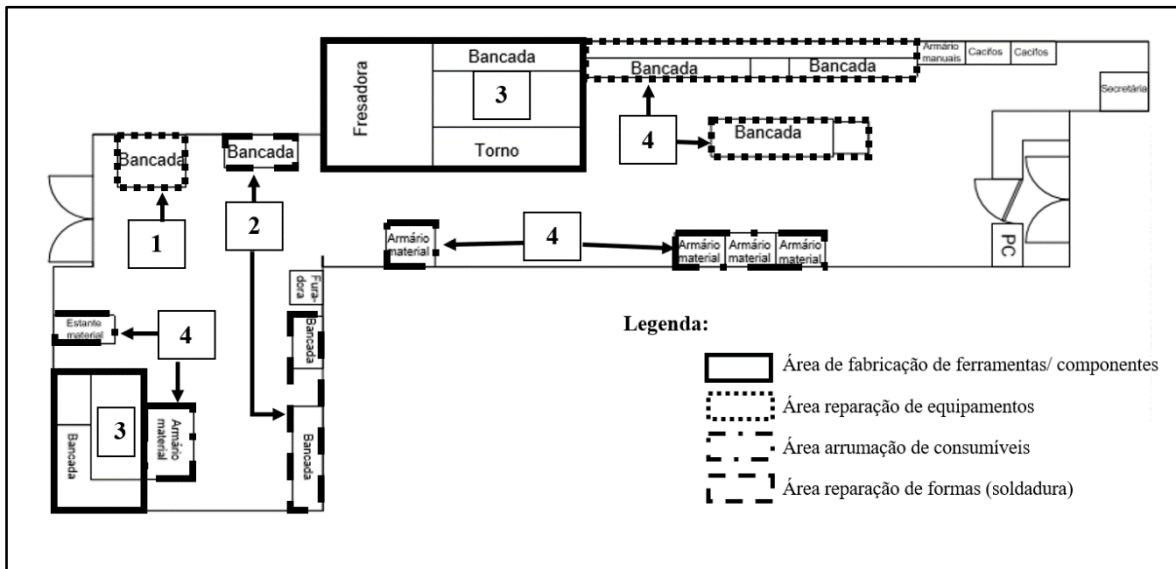 Bancada
Armário
manuais
Cacifos
Cacifos
Fresadora
3
Bancada
Bancada
Secretária
Torno
4
Bancada
Bancada
Bancada
1
2
Armário
material
4
Armário
material
Armário
material
Armário
material
PC
Fura-
dora
Estante
material
4
Bancada
Legenda:
Área de fabricação de ferramentas/ componentes
Bancada
3
Armário
material
Bancada
Área reparação de equipamentos
Área arrumação de consumíveis
Área reparação de formas (soldadura)